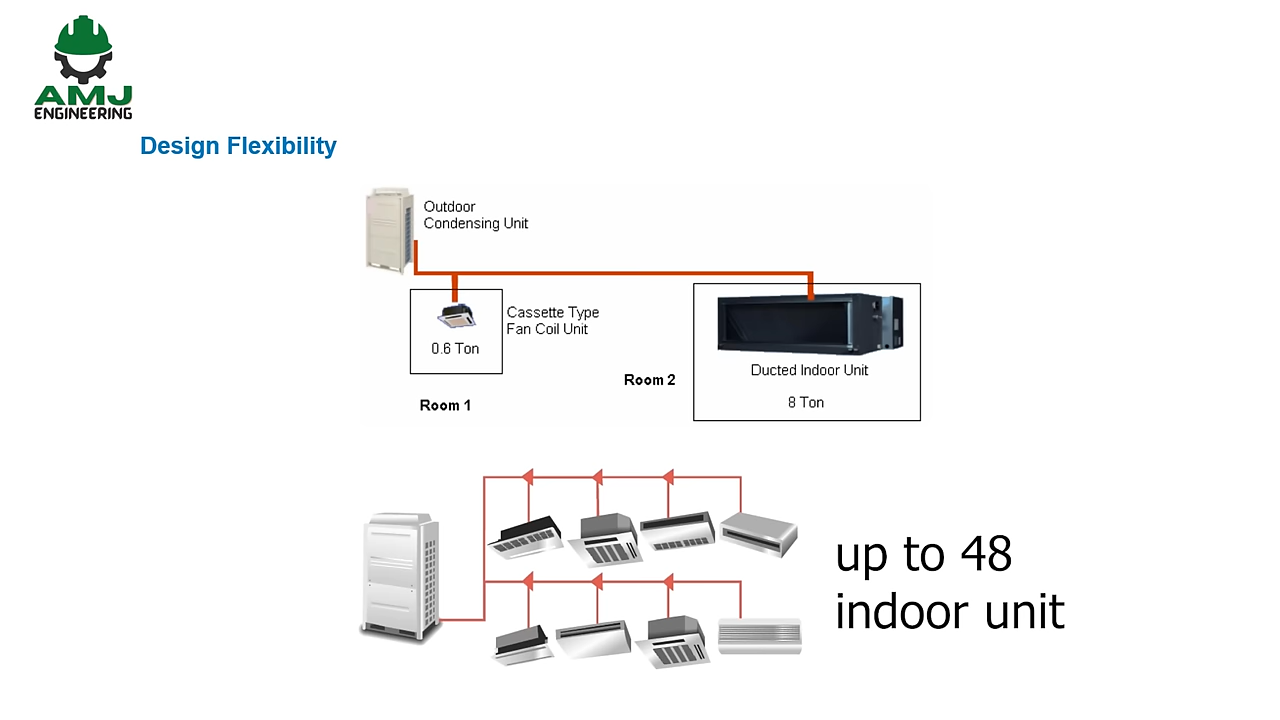 AMJ
ENGINEERING
Design Flexibility
Outdoor
Condensing Unit
Cassette Type
Fan Coil Unit
0.6 Ton
Room 1
Room 2
Ducted Indoor Unit
8 Ton
up to 48
indoor unit